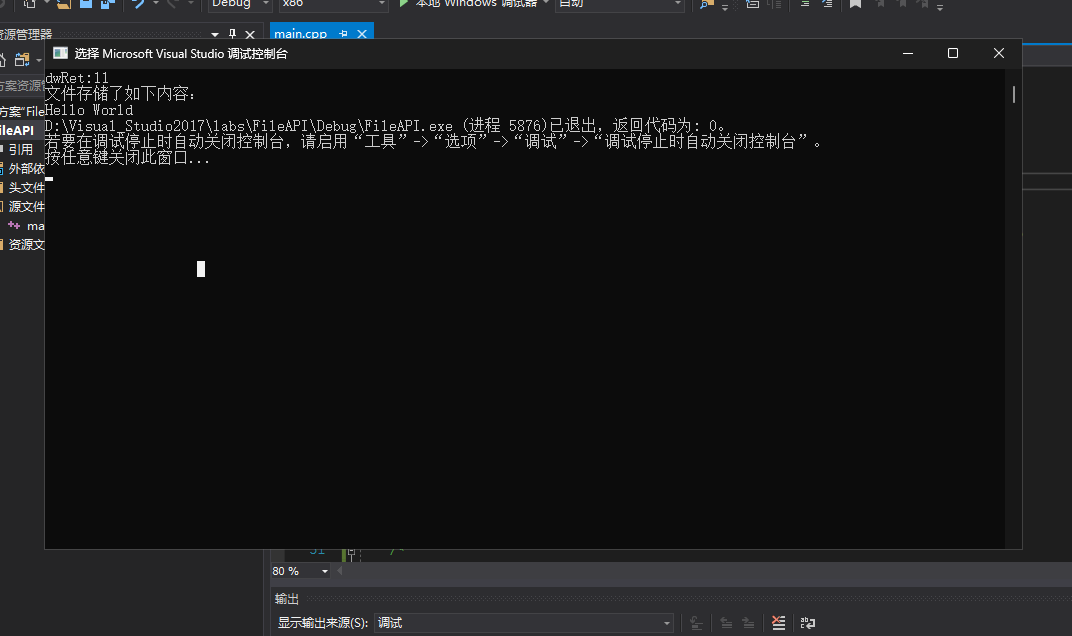 Debug
x86
本地 Windows 调试器
自动
资源管理器
main.cpp
选择 Microsoft Visual Studio 调试控制台
dwRet:11
文件存储了如下内容:
Hello World
D:\Visual_Studio2017\labs\FileAPI\Debug\FileAPI.exe (进程 5876)已退出，返回代码为: 0。
若要在调试停止时自动关闭控制台，请启用“工具”->“选项”->“调试”->“调试停止时自动关闭控制台”。
按任意键关闭此窗口...
方案资源
方案"File
ileAPI
引用
外部依
头文件
源文件
ma
资源文
80 %
输出
显示输出来源(S):
调试